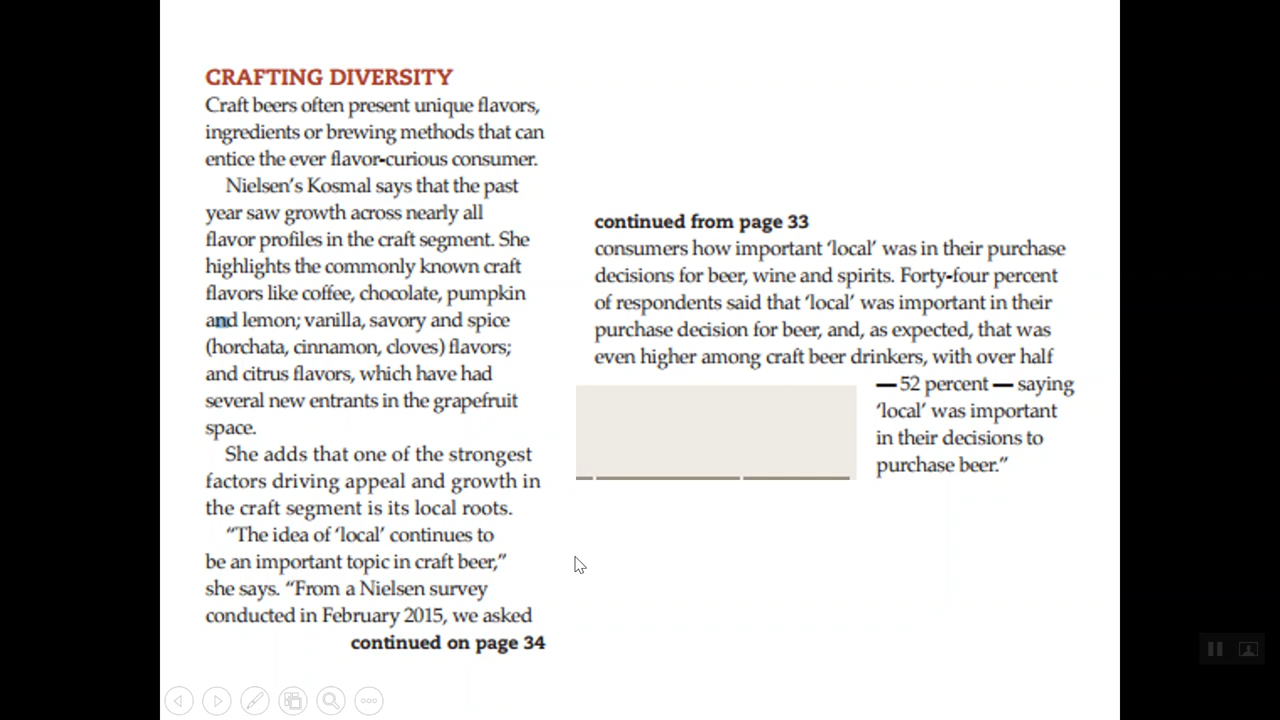 CRAFTING DIVERSITY
Craft beers often present unique flavors,
ingredients or brewing methods that can
entice the ever flavor-curious consumer.
Nielsen’s Kosmal says that the past
year saw growth across nearly all
flavor profiles in the craft segment. She
highlights the commonly known craft
flavors like coffee, chocolate, pumpkin
and lemon; vanilla, savory and spice
(horchata, cinnamon, cloves) flavors;
and citrus flavors, which have had
several new entrants in the grapefruit
space.
She adds that one of the strongest
factors driving appeal and growth in
the craft segment is its local roots.
“The idea of ‘local’ continues to
be an important topic in craft beer,”
she says. “From a Nielsen survey
conducted in February 2015, we asked
continued on page 34
continued from page 33
consumers how important ‘local’ was in their purchase
decisions for beer, wine and spirits. Forty-four percent
of respondents said that ‘local’ was important in their
purchase decision for beer, and, as expected, that was
even higher among craft beer drinkers, with over half
— 52 percent — saying
‘local’ was important
in their decisions to
purchase beer.”